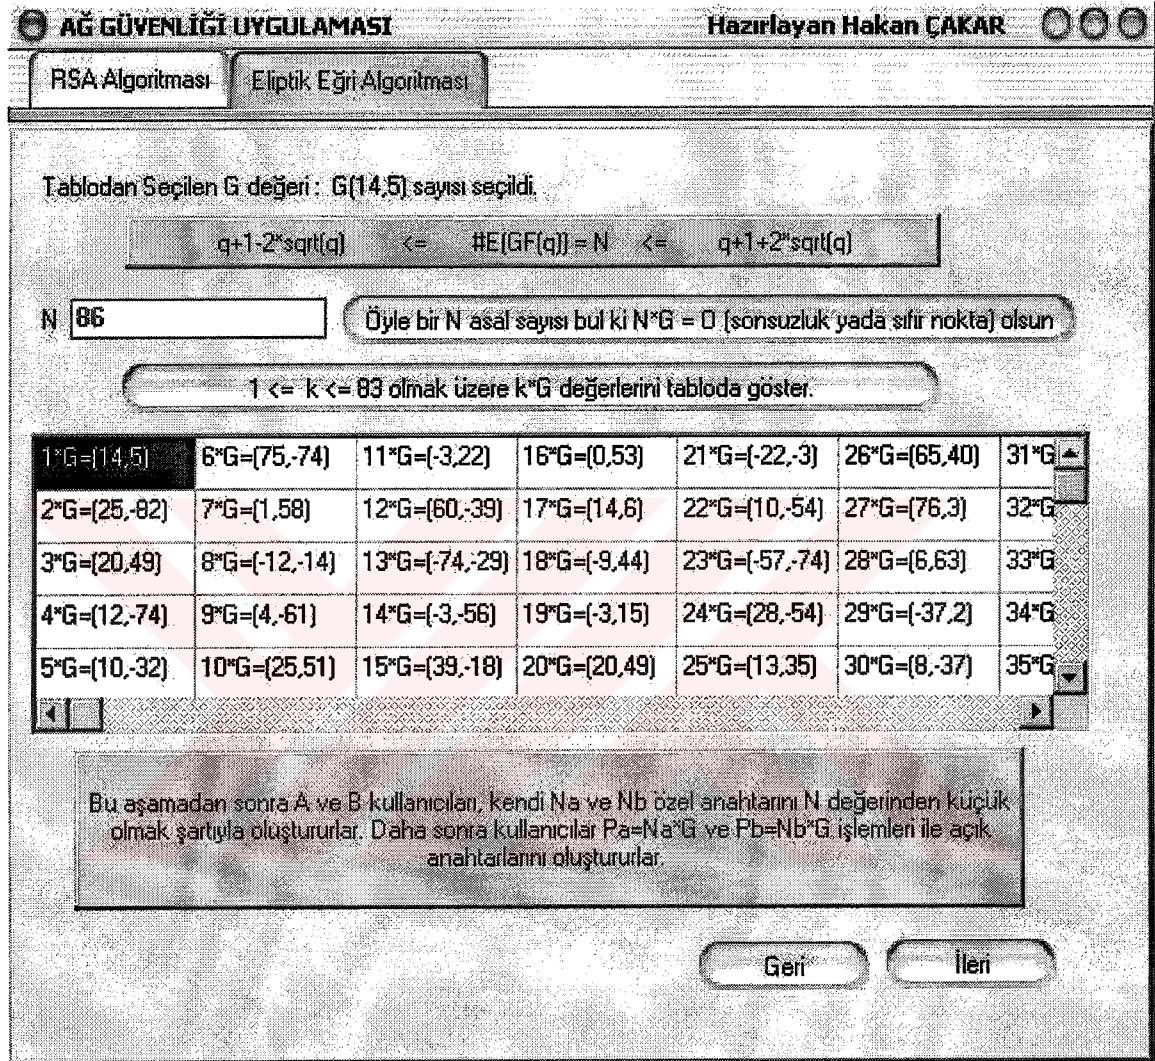 AĞ GÜVENLİĞİ UYGULAMASI Hazırlayan Hakan ÇAKAR
RSA Algoritması Eliptik Eğri Algoritması
Tablodan Seçilen G değeri : G(14,5) sayısı seçildi.
q+1-2*sqrt(q) <= #E(GF(q)) = N <= q+1+2*sqrt(q)
N 86 Öyle bir N asal sayısı bul ki N*G = O (sonsuzluk yada sıfır nokta) olsun
1 <= k <= 83 olmak üzere k*G değerlerini tabloda göster.
1*G=(14,5) 6*G=(75,-74) 11*G=(-3,22) 16*G=(0,53) 21*G=(-22,-3) 26*G=(65,40) 31*G
2*G=(25,-82) 7*G=(1,58) 12*G=(60,-39) 17*G=(14,6) 22*G=(10,-54) 27*G=(76,3) 32*G
3*G=(20,49) 8*G=(-12,-14) 13*G=(-74,-29) 18*G=(-9,44) 23*G=(-57,-74) 28*G=(6,63) 33*G
4*G=(12,-74) 9*G=(4,-61) 14*G=(-3,-56) 19*G=(-3,15) 24*G=(28,-54) 29*G=(-37,2) 34*G
5*G=(10,-32) 10*G=(25,51) 15*G=(39,-18) 20*G=(20,49) 25*G=(13,35) 30*G=(8,-37) 35*G
Bu aşamadan sonra A ve B kullanıcıları, kendi Na ve Nb özel anahtarını N değerinden küçük
olmak şartıyla oluştururlar. Daha sonra kullanıcılar Pa=Na*G ve Pb=Nb*G işlemleri ile açık
anahtarlarını oluştururlar.
Geri İleri